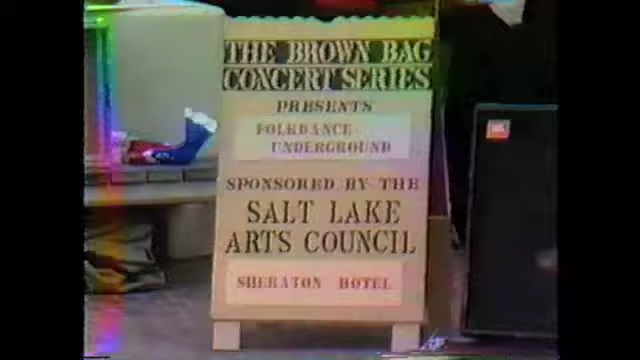 THE BROWN BAG
CONCERT SERIES
PRESENTS
FOLKDANCE
UNDERGROUND
SPONSORED BY THE
SALT LAKE
ARTS COUNCIL
SHERATON HOTEL